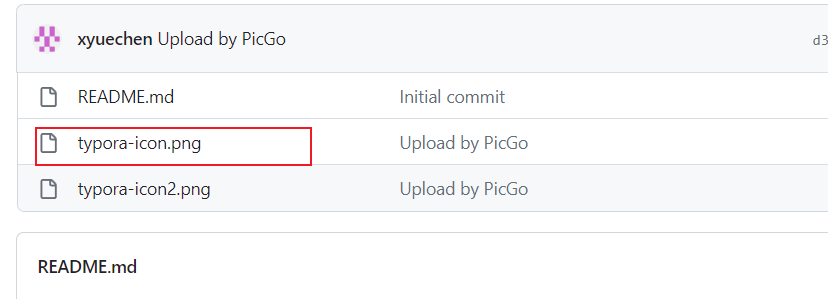 xyuechen Upload by PicGo d3
README.md Initial commit
typora-icon.png Upload by PicGo
typora-icon2.png Upload by PicGo
README.md